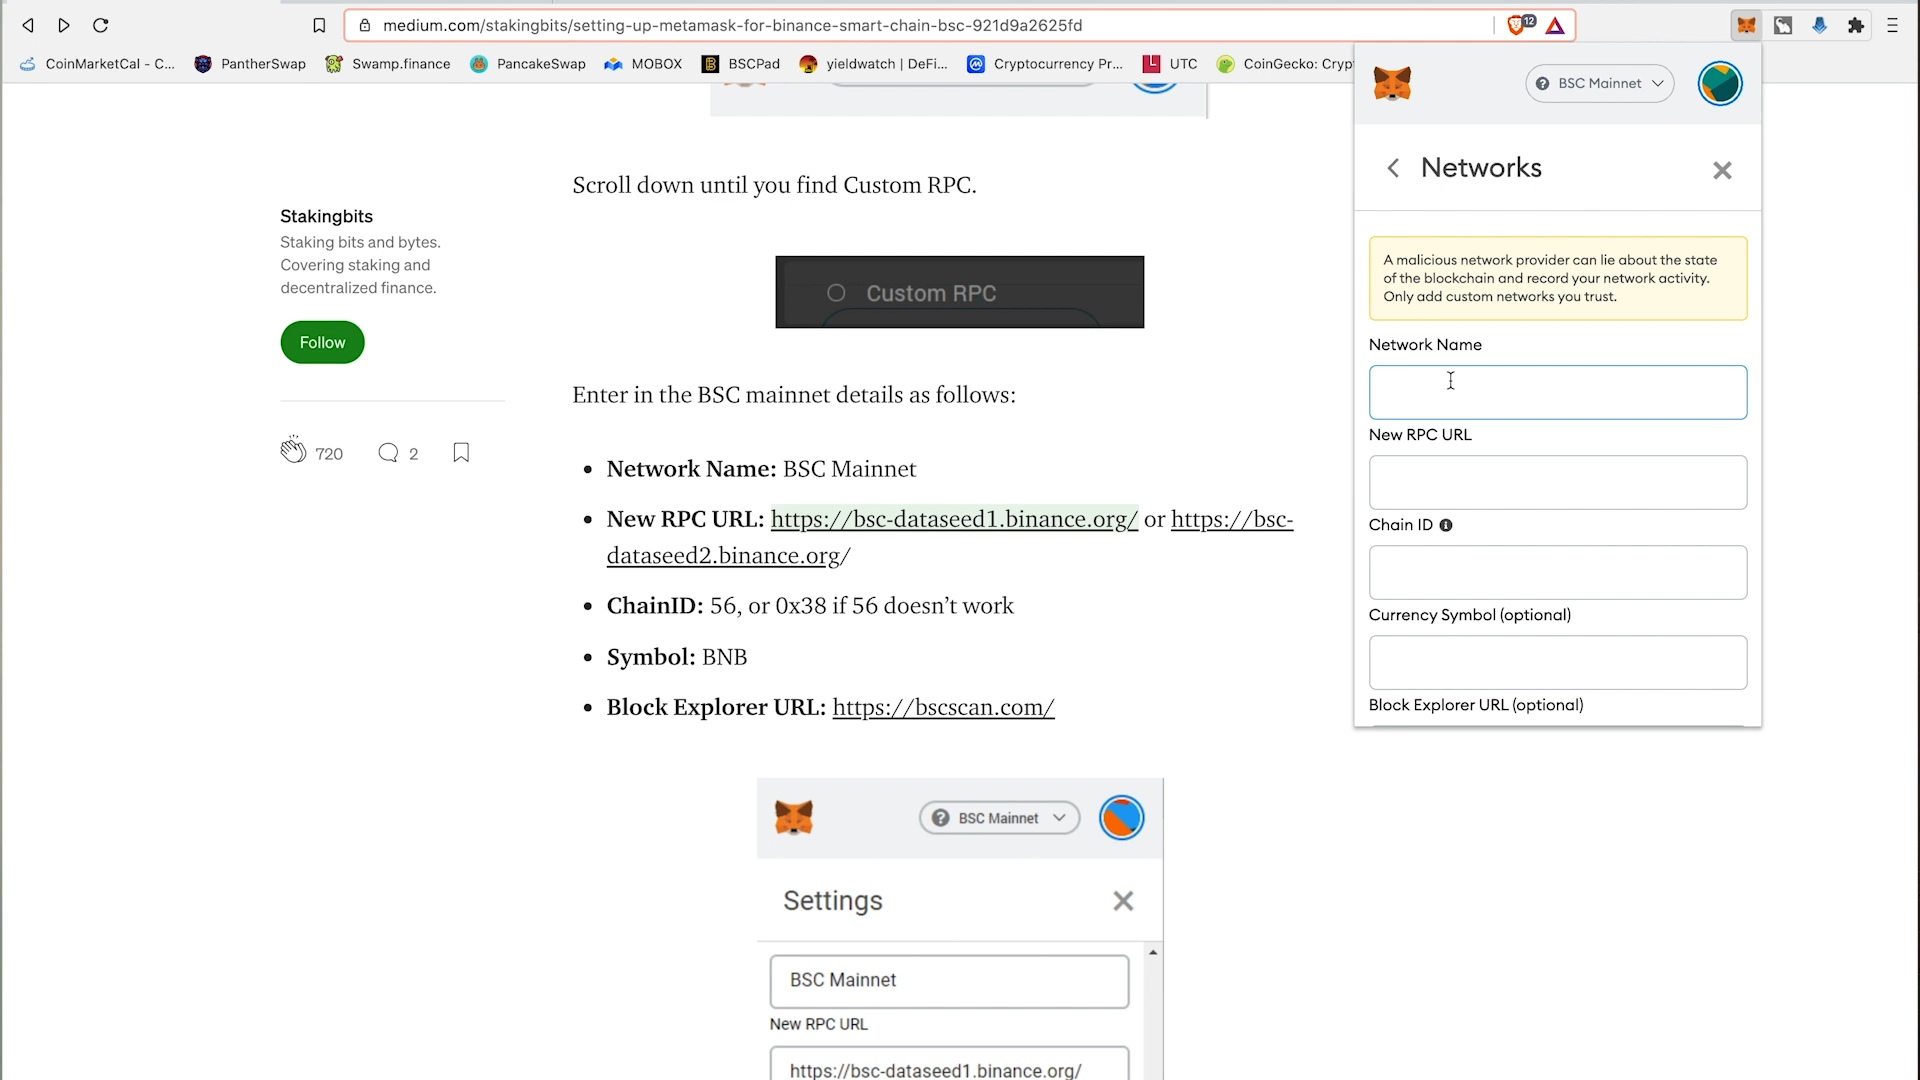 medium.com/stakingbits/setting-up-metamask-for-binance-smart-chain-bsc-921d9a2625fd
12
CoinMarketCal - C...
PantherSwap
Swamp.finance
PancakeSwap
MOBOX
BSCPad
yieldwatch | DeFi...
Cryptocurrency Pr...
UTC
CoinGecko: Cryp
Scroll down until you find Custom RPC.
Custom RPC
Stakingbits
Staking bits and bytes.
Covering staking and
decentralized finance.
Follow
720
2
Enter in the BSC mainnet details as follows:
• Network Name: BSC Mainnet
• New RPC URL: https://bsc-dataseed1.binance.org/ or https://bsc-
dataseed2.binance.org/
• ChainID: 56, or 0x38 if 56 doesn’t work
• Symbol: BNB
• Block Explorer URL: https://bscscan.com/
BSC Mainnet
Settings
BSC Mainnet
New RPC URL
https://bsc-dataseed1.binance.org/
BSC Mainnet
Networks
A malicious network provider can lie about the state
of the blockchain and record your network activity.
Only add custom networks you trust.
Network Name
New RPC URL
Chain ID
Currency Symbol (optional)
Block Explorer URL (optional)